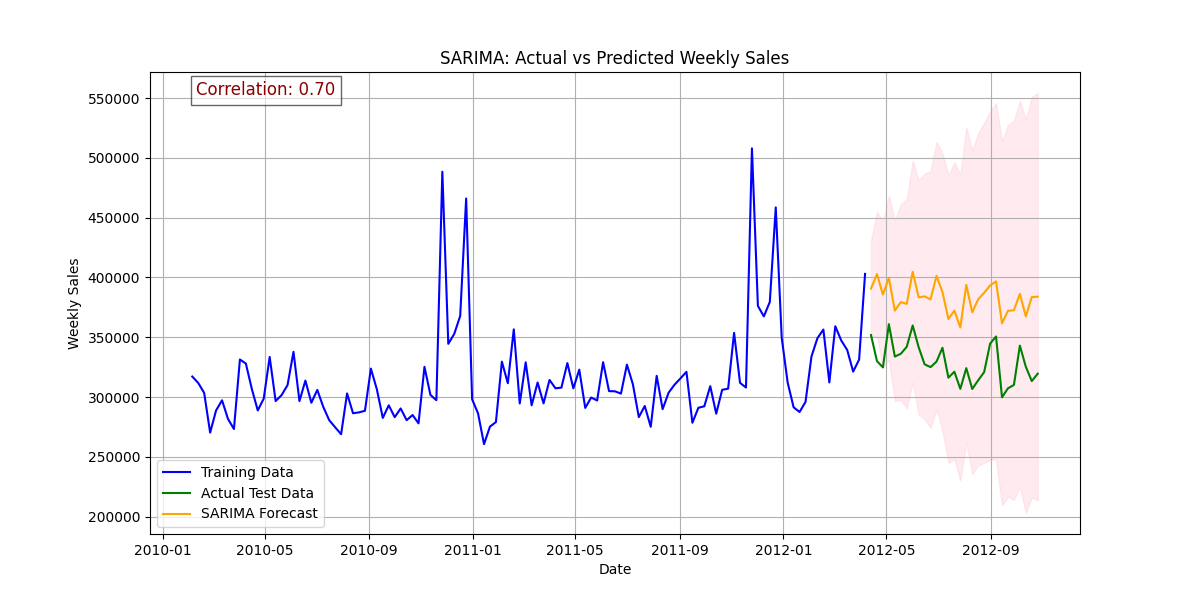 SARIMA: Actual vs Predicted Weekly Sales
Correlation: 0.70
550000
500000
450000
400000
350000
300000
250000
200000
Weekly Sales
Training Data
Actual Test Data
SARIMA Forecast
2010-01 2010-05 2010-09 2011-01 2011-05 2011-09 2012-01 2012-05 2012-09
Date